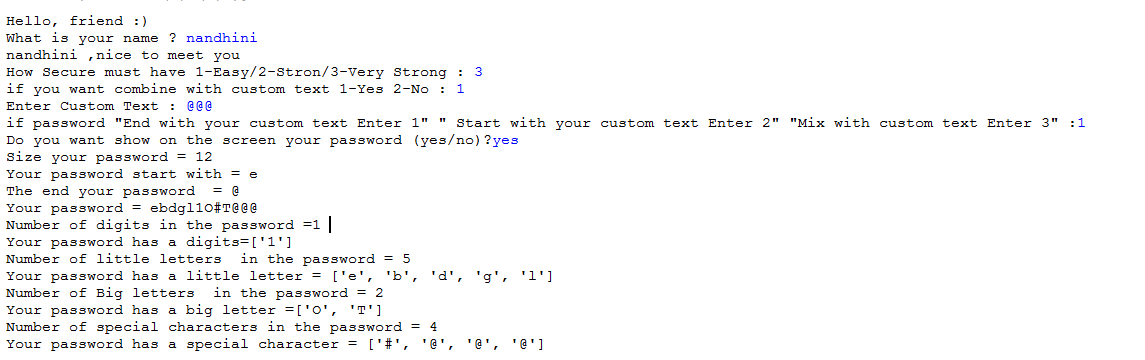 Hello, friend :)
What is your name ? nandhini
nandhini ,nice to meet you
How Secure must have 1-Easy/2-Stron/3-Very Strong : 3
if you want combine with custom text 1-Yes 2-No : 1
Enter Custom Text : @@@
if password "End with your custom text Enter 1" " Start with your custom text Enter 2" "Mix with custom text Enter 3" :1
Do you want show on the screen your password (yes/no)?yes
Size your password = 12
Your password start with = e
The end your password  = @
Your password = ebdgl1O#T@@@
Number of digits in the password =1
Your password has a digits=['1']
Number of little letters  in the password = 5
Your password has a little letter = ['e', 'b', 'd', 'g', 'l']
Number of Big letters  in the password = 2
Your password has a big letter =['O', 'T']
Number of special characters in the password = 4
Your password has a special character = ['#', '@', '@', '@']